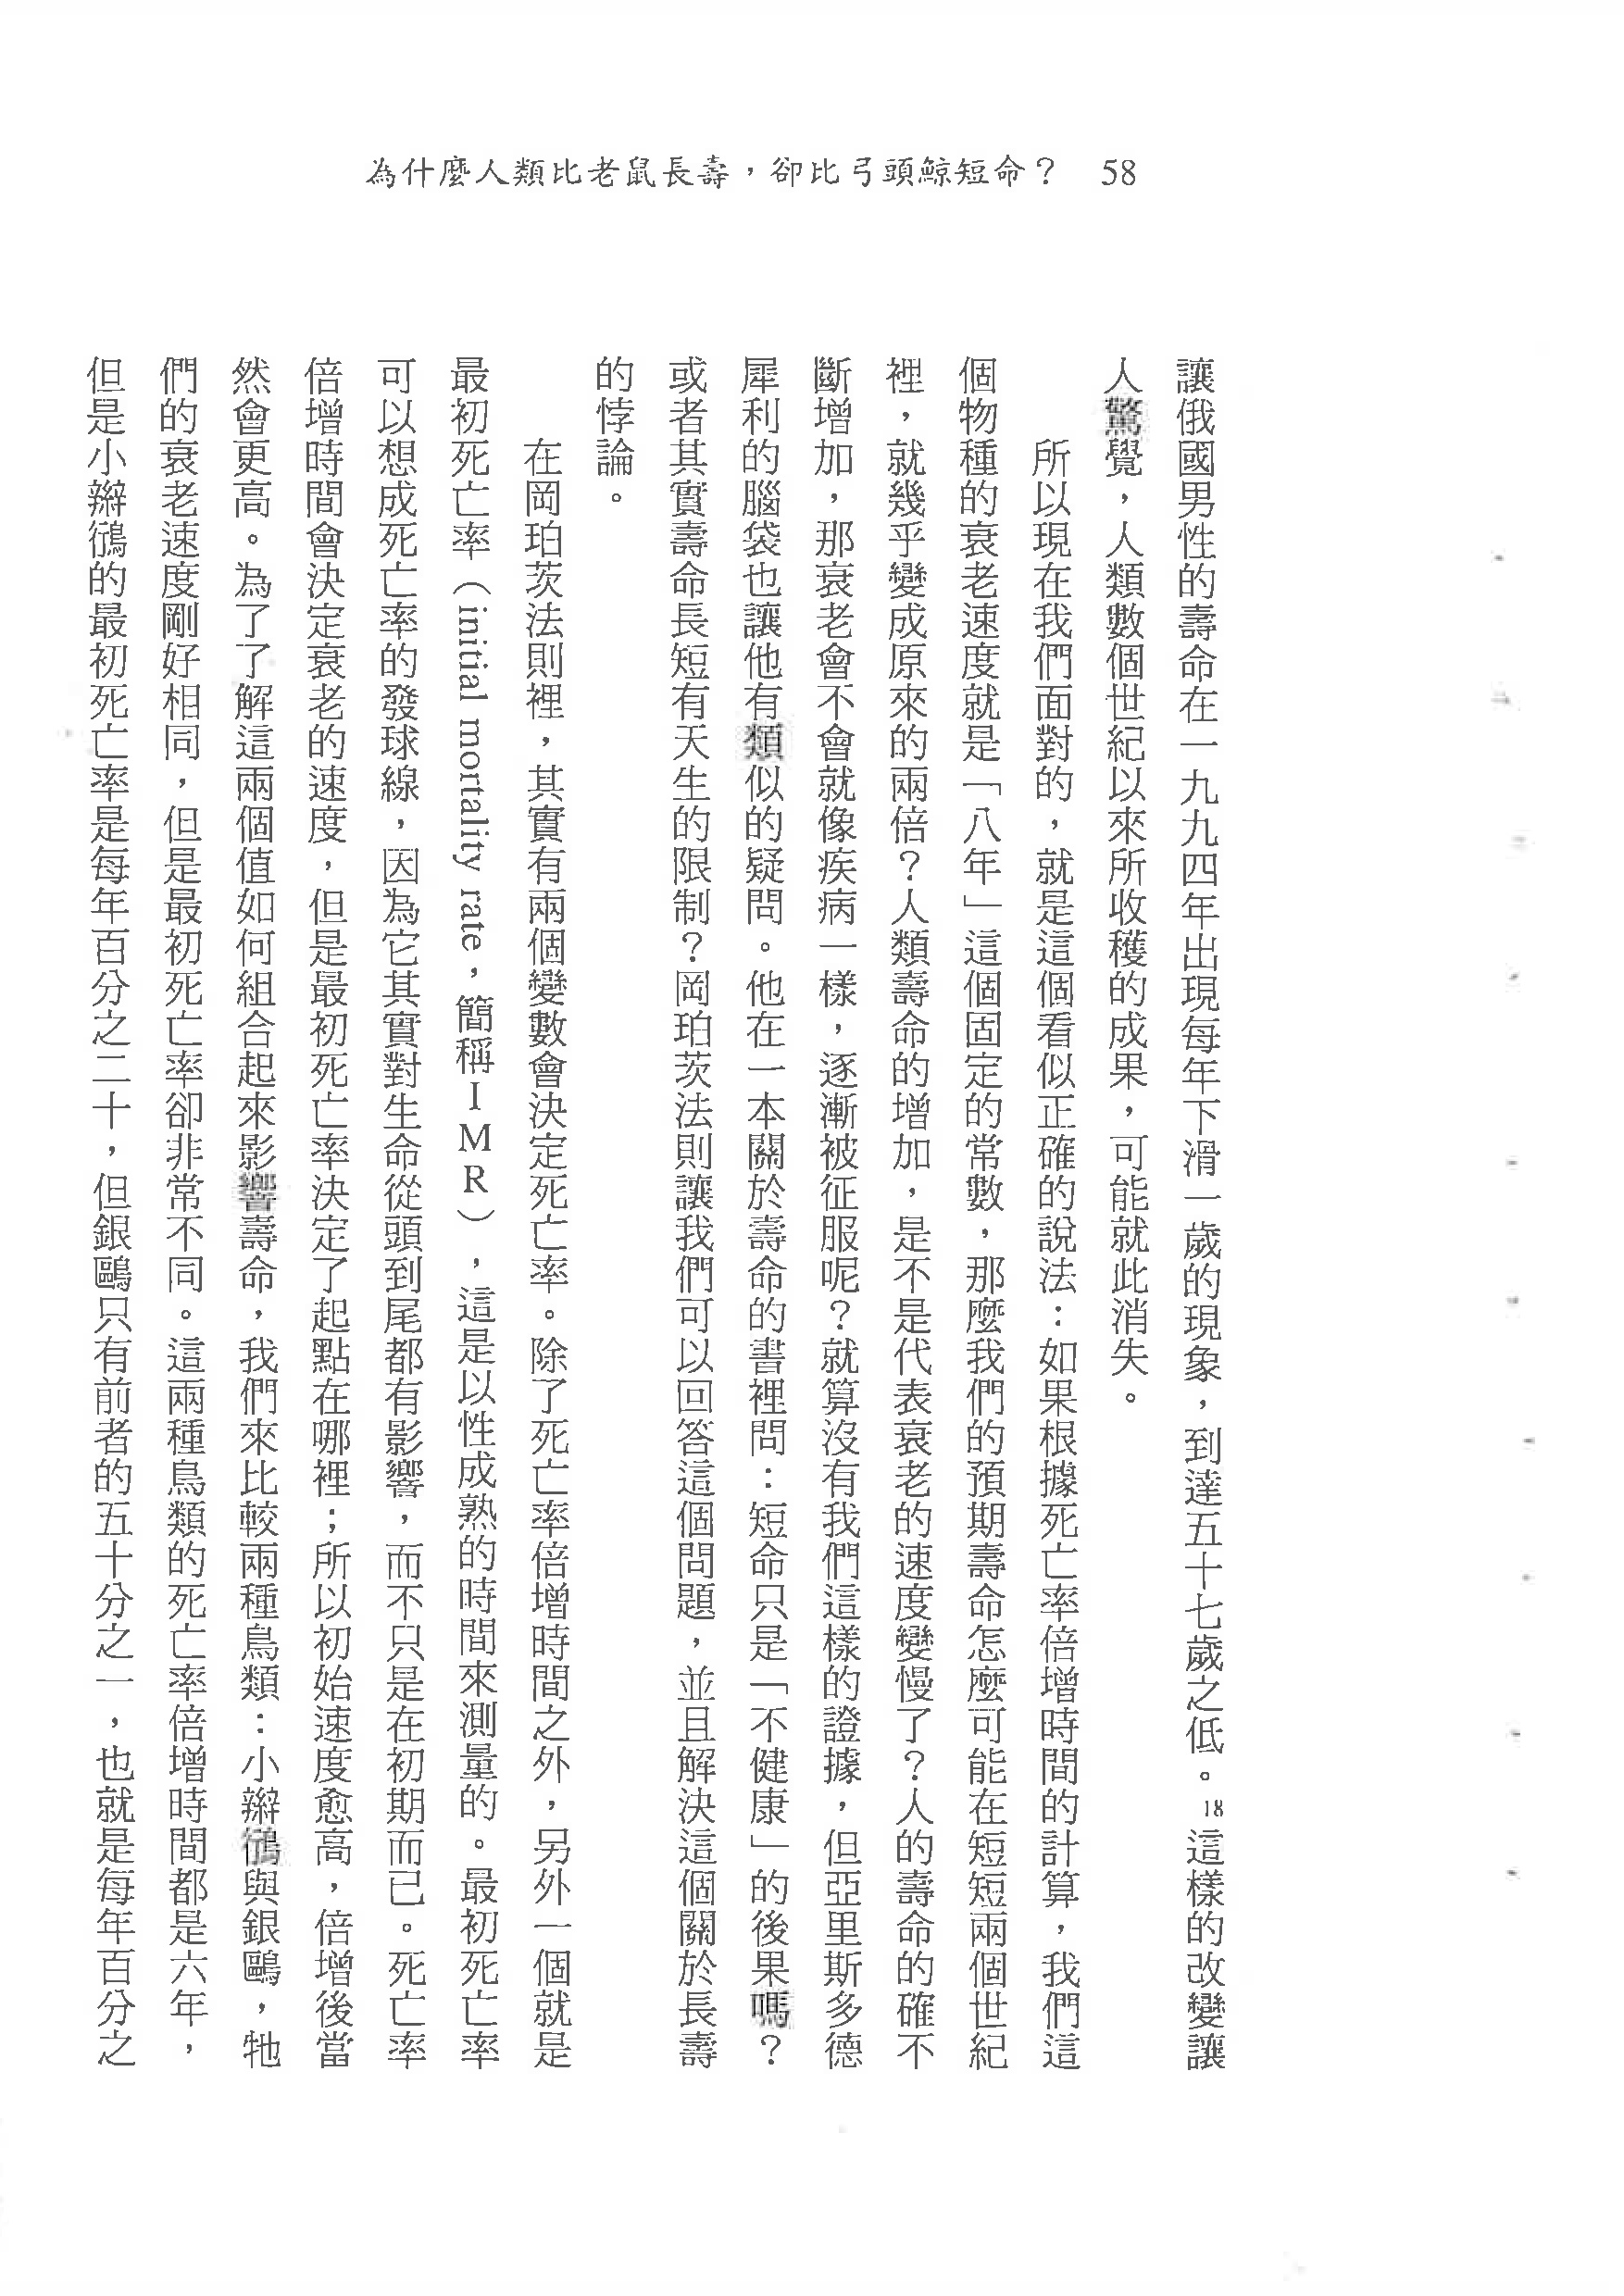 為什麼人類比老鼠長壽，卻比弓頭鯨短命？ 58
讓俄國男性的壽命在一九九四年出現每年下滑一歲的現象，到達五十七歲之低。18這樣的改變讓
人驚覺，人類數個世紀以來所收穫的成果，可能就此消失。
所以現在我們面對的，就是這個看似正確的說法：如果根據死亡率倍增時間的計算，我們這
個物種的衰老速度就是「八年」這個固定的常數，那麼我們的預期壽命怎麼可能在短短兩個世紀
裡，就幾乎變成原來的兩倍？人類壽命的增加，是不是代表衰老的速度變慢了？人的壽命的確不
斷增加，那衰老會不會就像疾病一樣，逐漸被征服呢？就算沒有我們這樣的證據，但亞里斯多德
犀利的腦袋也讓他有類似的疑問。他在一本關於壽命的書裡問：短命只是「不健康」的後果嗎？
或者其實壽命長短有天生的限制？岡珀茨法則讓我們可以回答這個問題，並且解決這個關於長壽
的悖論。
在岡珀茨法則裡，其實有兩個變數會決定死亡率。除了死亡率倍增時間之外，另外一個就是
最初死亡率（initial mortality rate，簡稱IMR），這是以性成熟的時間來測量的。最初死亡率
可以想成死亡率的發球線，因為它其實對生命從頭到尾都有影響，而不只是在初期而已。死亡率
倍增時間會決定衰老的速度，但是最初死亡率決定了起點在哪裡；所以初始速度愈高，倍增後當
然會更高。為了了解這兩個值如何組合起來影響壽命，我們來比較兩種鳥類：小辮鴴與銀鷗，牠
們的衰老速度剛好相同，但是最初死亡率卻非常不同。這兩種鳥類的死亡率倍增時間都是六年，
但是小辮鴴的最初死亡率是每年百分之二十，但銀鷗只有前者的五十分之一，也就是每年百分之